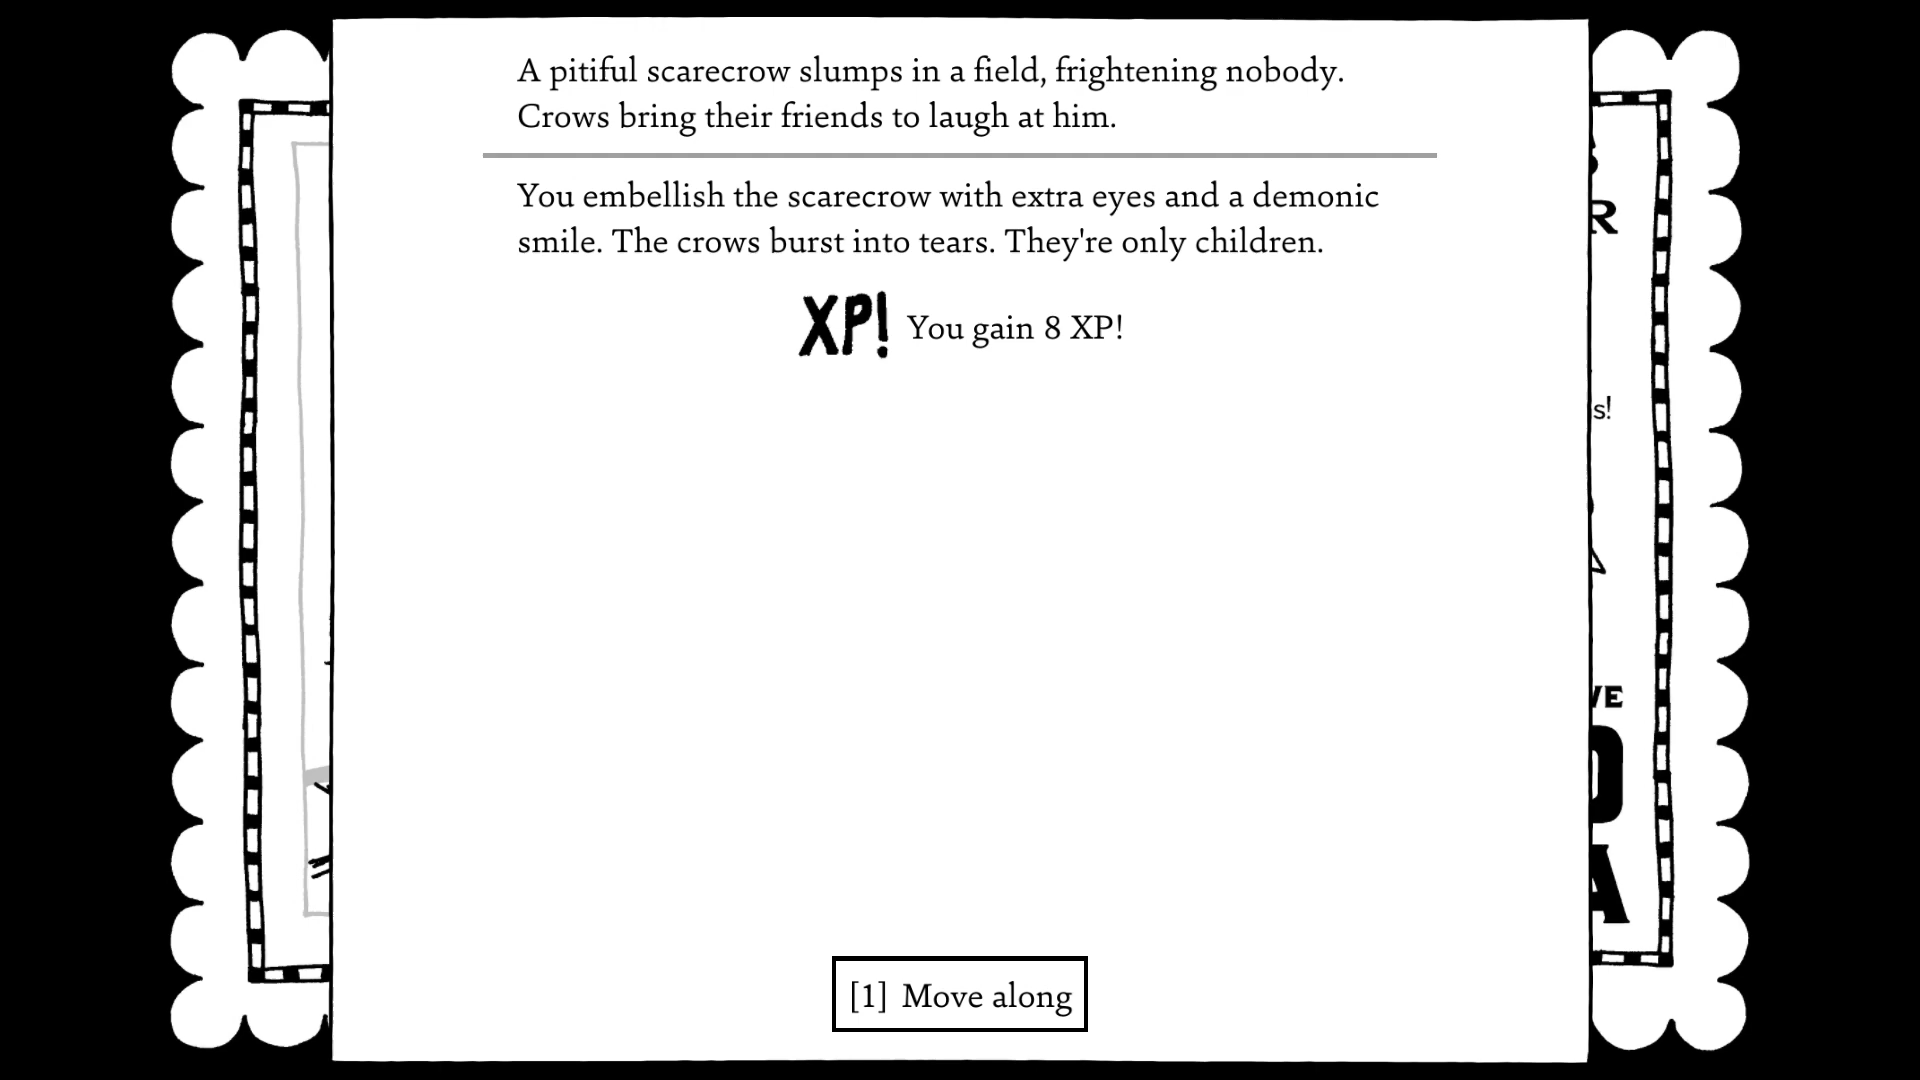 A pitiful scarecrow slumps in a field, frightening nobody.
Crows bring their friends to laugh at him.
You embellish the scarecrow with extra eyes and a demonic
smile. The crows burst into tears. They're only children.
XP! You gain 8 XP!
[1] Move along